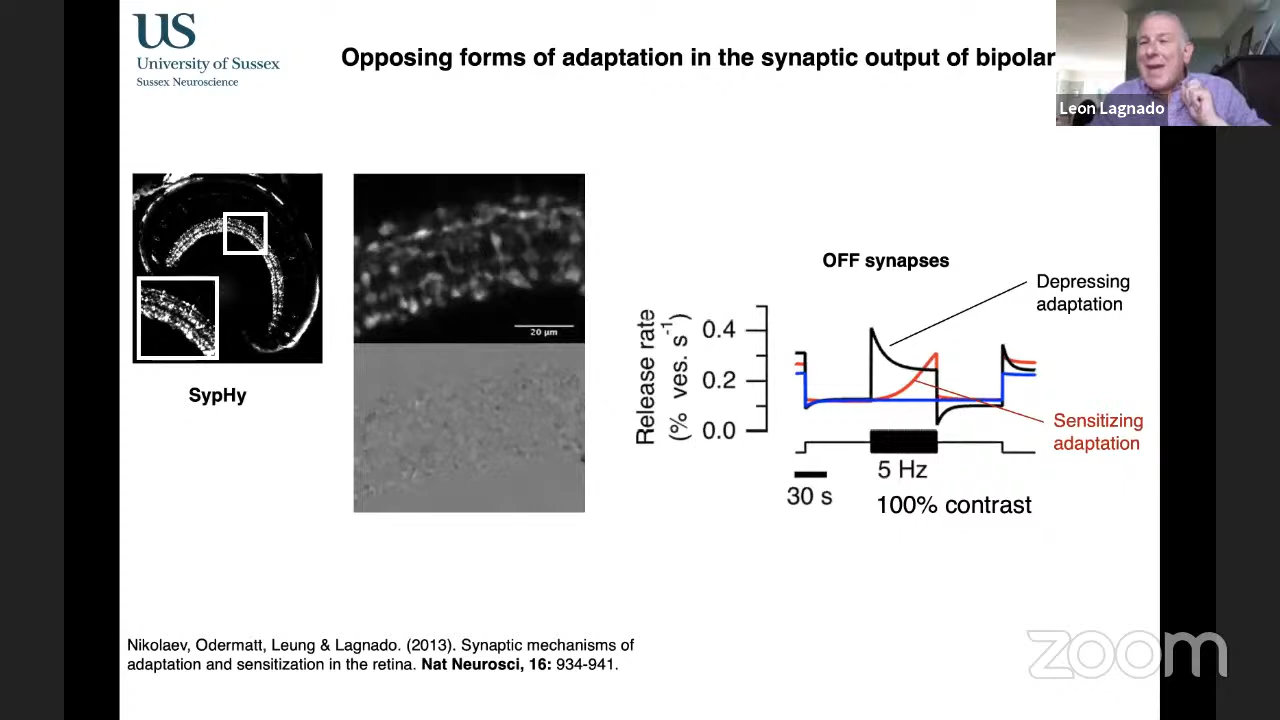 US
University of Sussex
Sussex Neuroscience
Opposing forms of adaptation in the synaptic output of bipolar
Leon Lagnado
20 μm
SypHy
OFF synapses
Depressing
adaptation
Release rate
(% ves. s⁻¹)
0.4
0.2
0.0
Sensitizing
adaptation
5 Hz
30 s
100% contrast
Nikolaev, Odermatt, Leung & Lagnado. (2013). Synaptic mechanisms of
adaptation and sensitization in the retina. Nat Neurosci, 16: 934-941.
zoom